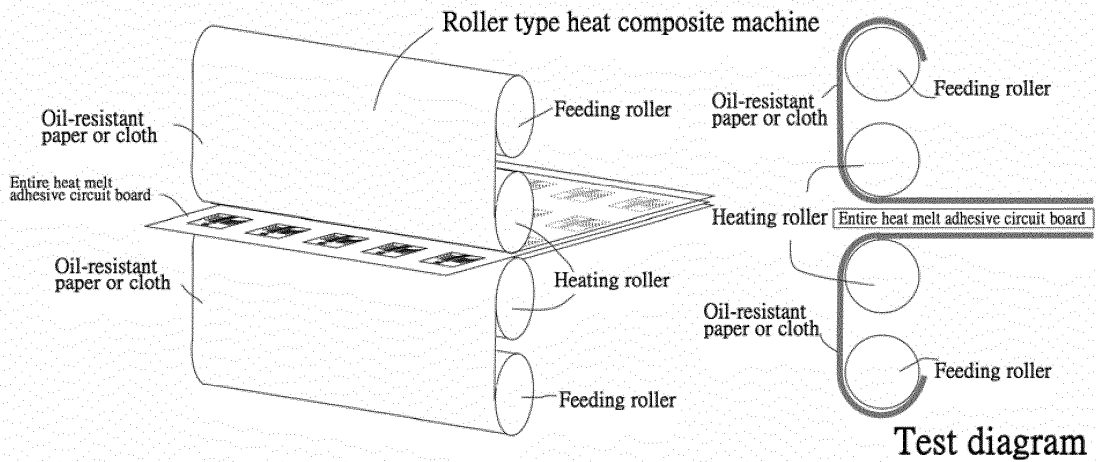 Roller type heat composite machine
Oil-resistant
paper or cloth
Feeding roller
Entire heat melt
adhesive circuit board
Oil-resistant
paper or cloth
Heating roller
Feeding roller
Oil-resistant
paper or cloth
Feeding roller
Heating roller
Entire heat melt adhesive circuit board
Oil-resistant
paper or cloth
Feeding roller
Test diagram